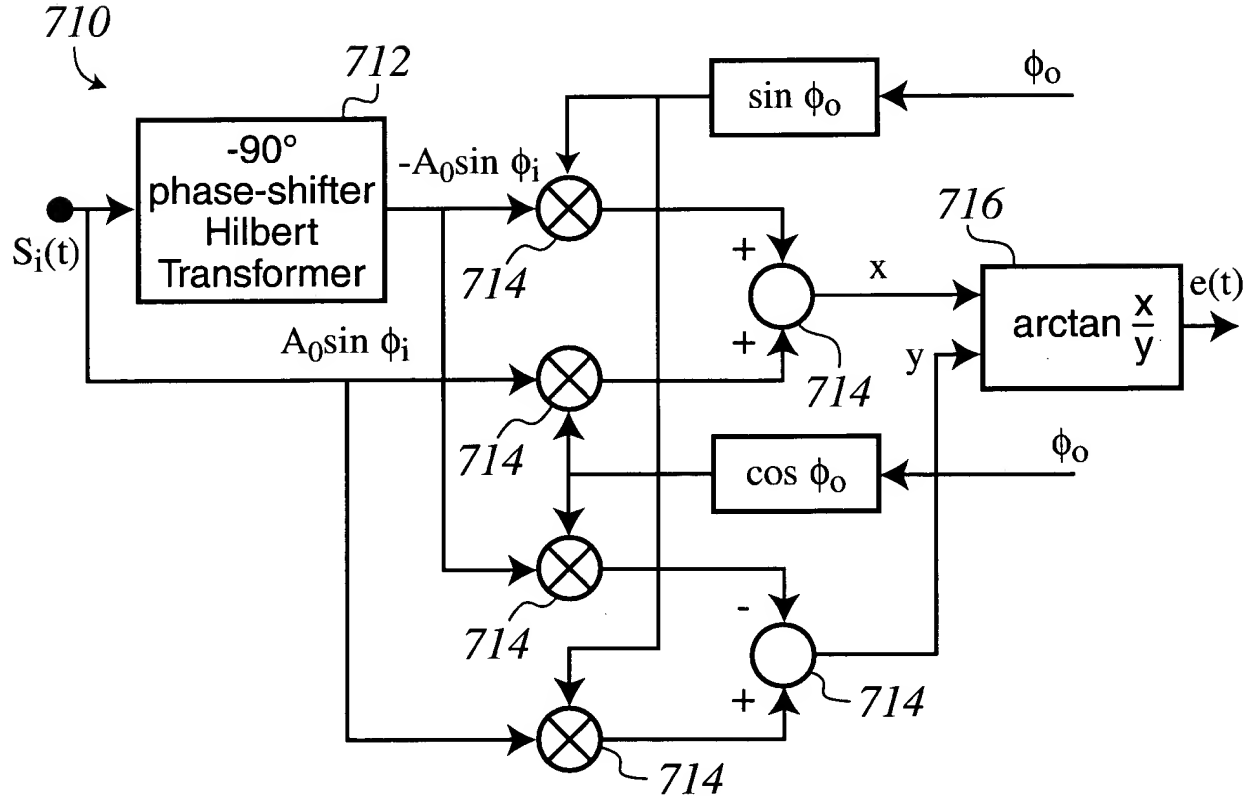 710
712
-90°
phase-shifter
Hilbert
Transformer
Sᵢ(t)
-A₀sin ϕᵢ
A₀sin ϕᵢ
sin ϕₒ
ϕₒ
714
714
+
+
714
x
y
716
arctan x/y
e(t)
cos ϕₒ
ϕₒ
714
-
+
714
714